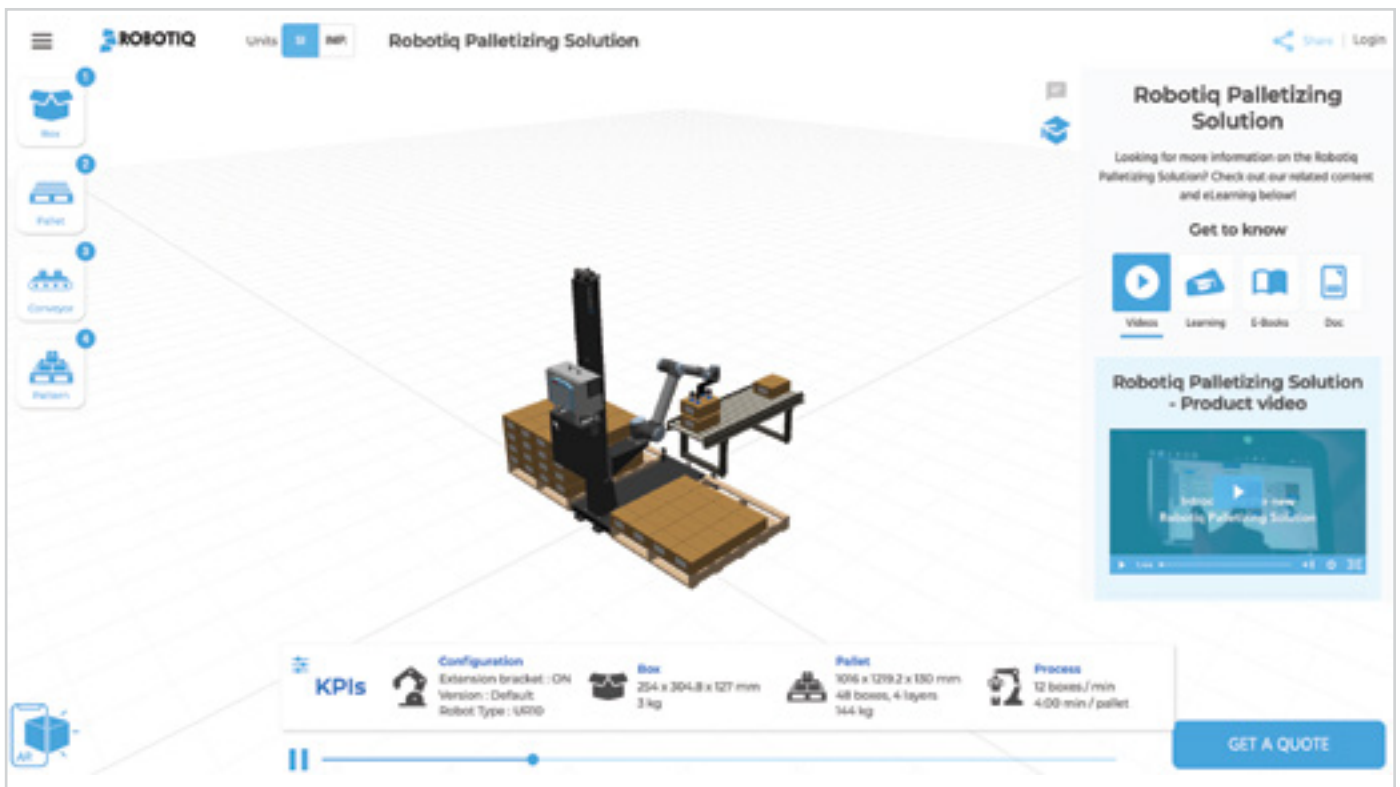 ROBOTIQ
Units
SI
IMP.
Robotiq Palletizing Solution
Share
Login
1
Box
2
Pallet
3
Conveyor
4
Pattern
Robotiq Palletizing
Solution
Looking for more information on the Robotiq
Palletizing Solution? Check out our related content
and eLearning below!
Get to know
Videos
Learning
E-Books
Doc
Robotiq Palletizing Solution
- Product video
Robotiq Palletizing Solution
KPIs
Configuration
Extension bracket : ON
Version : Default
Robot Type : UR10
Box
254 x 304.8 x 127 mm
3 kg
Pallet
1016 x 1219.2 x 130 mm
48 boxes, 4 layers
144 kg
Process
12 boxes / min
4:00 min / pallet
AR
GET A QUOTE